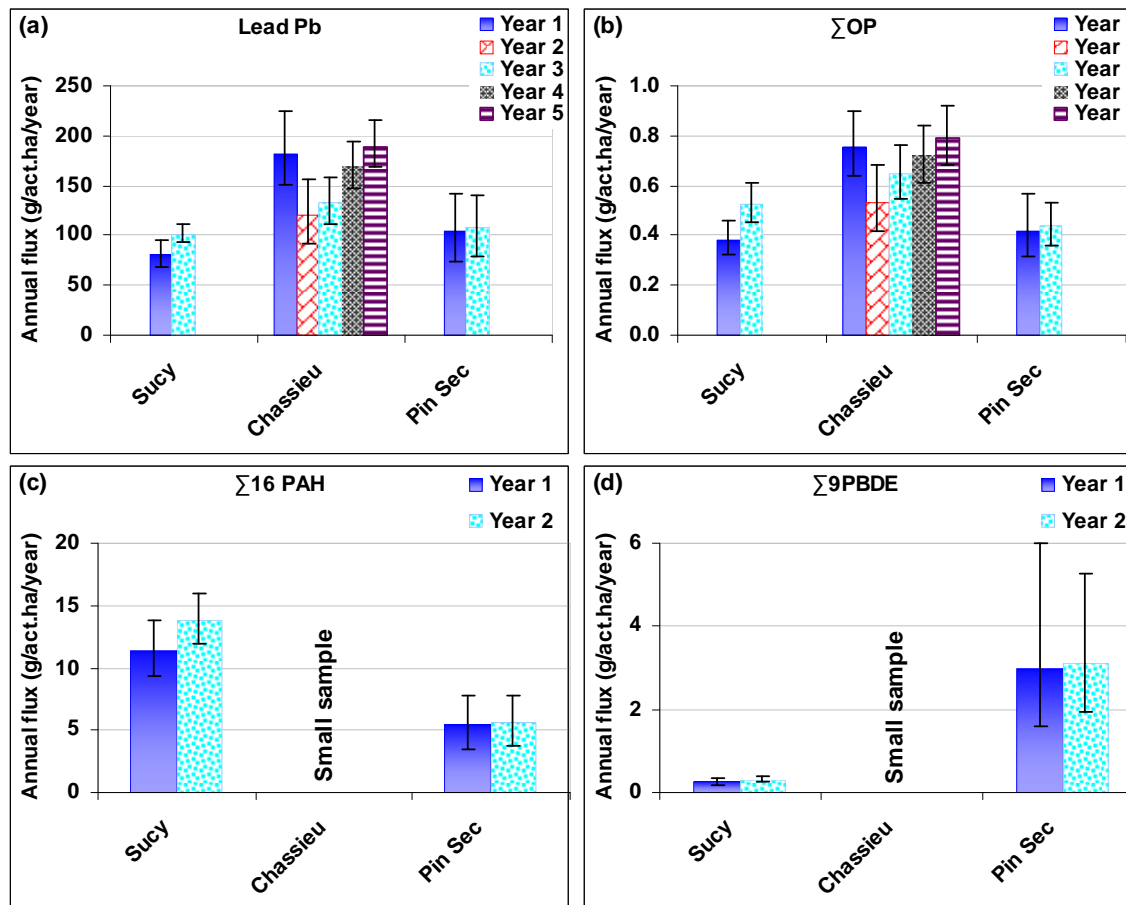 (a)
Lead Pb
Year 1
Year 2
Year 3
Year 4
Year 5
Annual flux (g/act.ha/year)
250
200
150
100
50
0
Sucy
Chassieu
Pin Sec
(b)
∑OP
Year
Year
Year
Year
Year
Annual flux (g/act.ha/year)
1.0
0.8
0.6
0.4
0.2
0.0
Sucy
Chassieu
Pin Sec
(c)
∑16 PAH
Year 1
Year 2
Annual flux (g/act.ha/year)
20
15
10
5
0
Small sample
Sucy
Chassieu
Pin Sec
(d)
∑9PBDE
Year 1
Year 2
Annual flux (g/act.ha/year)
6
4
2
0
Small sample
Sucy
Chassieu
Pin Sec